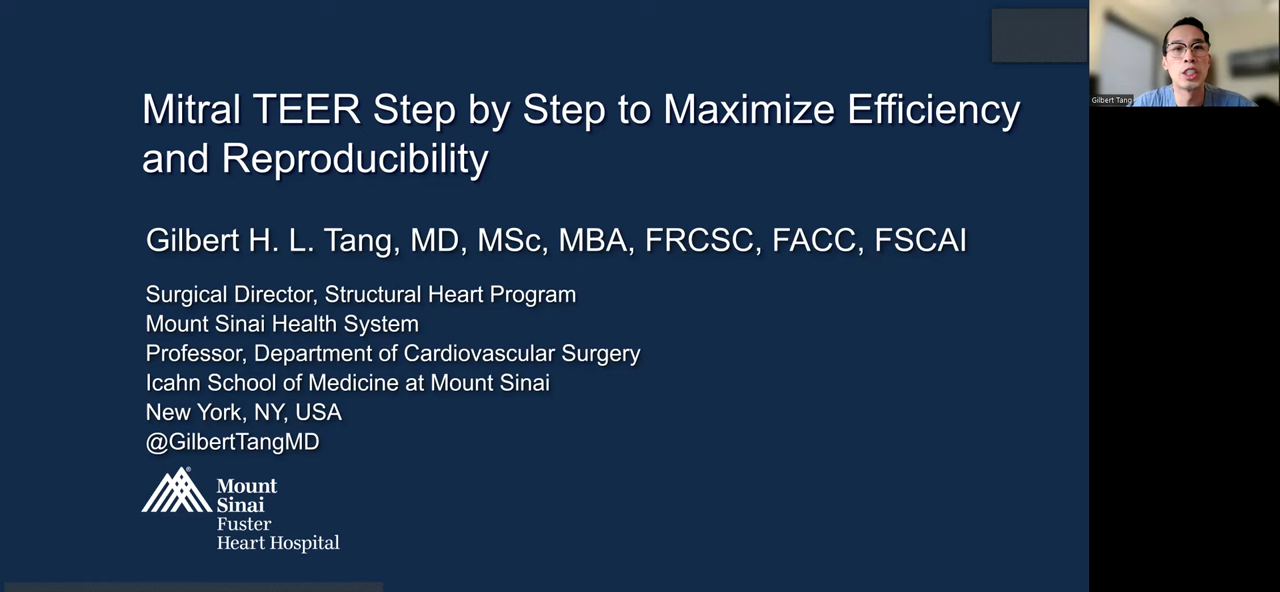 Mitral TEER Step by Step to Maximize Efficiency
and Reproducibility
Gilbert H. L. Tang, MD, MSc, MBA, FRCSC, FACC, FSCAI
Surgical Director, Structural Heart Program
Mount Sinai Health System
Professor, Department of Cardiovascular Surgery
Icahn School of Medicine at Mount Sinai
New York, NY, USA
@GilbertTangMD
Mount
Sinai
Fuster
Heart Hospital
Gilbert Tang